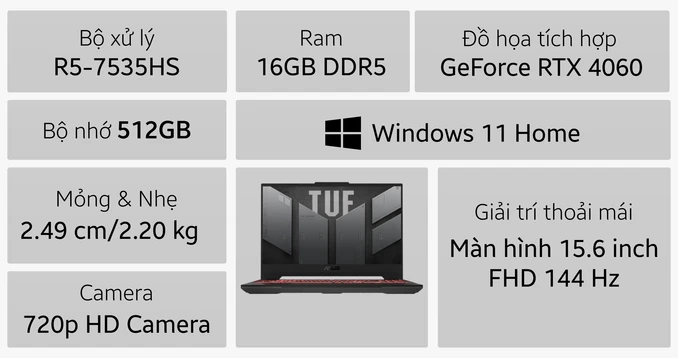 Bộ xử lý
R5-7535HS
Ram
16GB DDR5
Đồ họa tích hợp
GeForce RTX 4060
Bộ nhớ 512GB
Windows 11 Home
Mỏng & Nhẹ
2.49 cm/2.20 kg
TUF
Giải trí thoải mái
Màn hình 15.6 inch
FHD 144 Hz
Camera
720p HD Camera